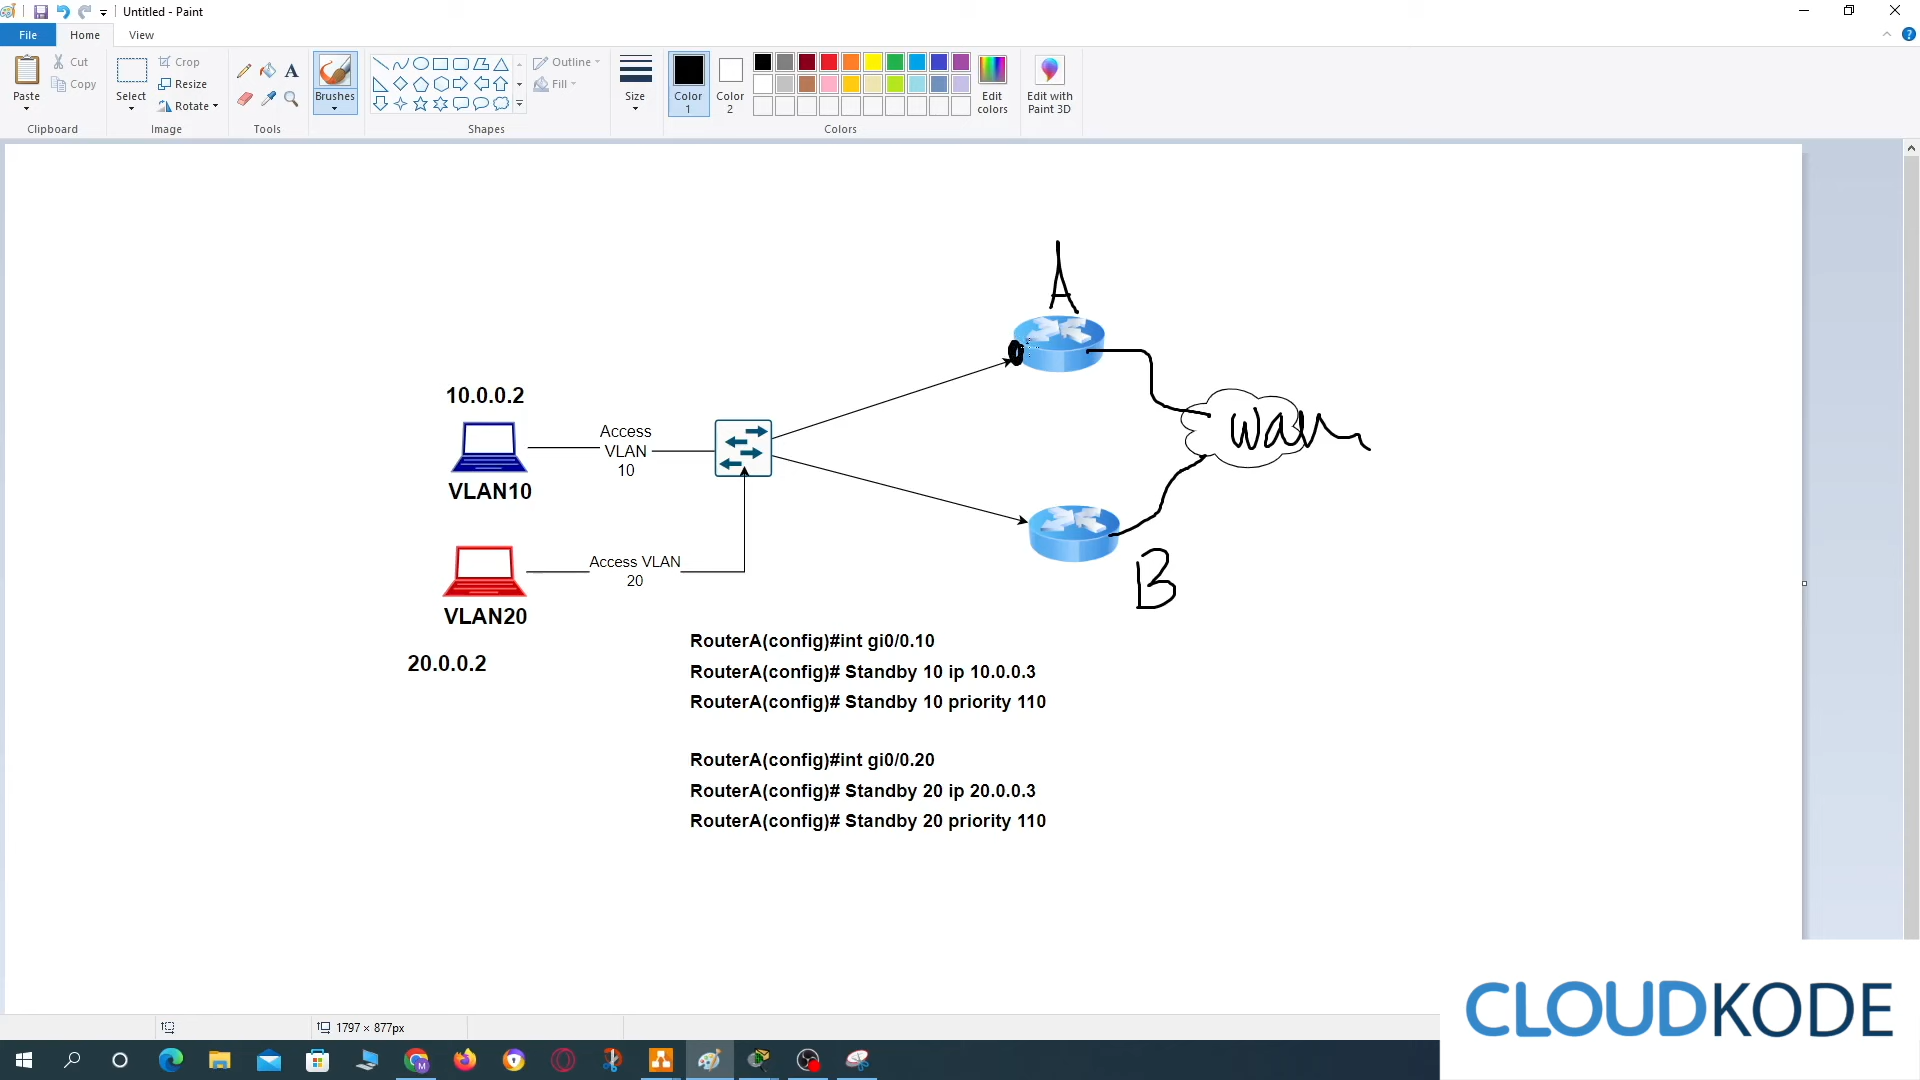 Untitled - Paint
File
Home
View
Paste
Cut
Copy
Clipboard
Select
Crop
Resize
Rotate
Image
Tools
Brushes
Outline
Fill
Shapes
Size
Color
1
Color
2
Edit
colors
Colors
Edit with
Paint 3D
A
10.0.0.2
Access
VLAN
10
VLAN10
Wan
Access VLAN
20
VLAN20
B
20.0.0.2
RouterA(config)#int gi0/0.10
RouterA(config)# Standby 10 ip 10.0.0.3
RouterA(config)# Standby 10 priority 110
RouterA(config)#int gi0/0.20
RouterA(config)# Standby 20 ip 20.0.0.3
RouterA(config)# Standby 20 priority 110
1797 × 877px
CLOUDKODE